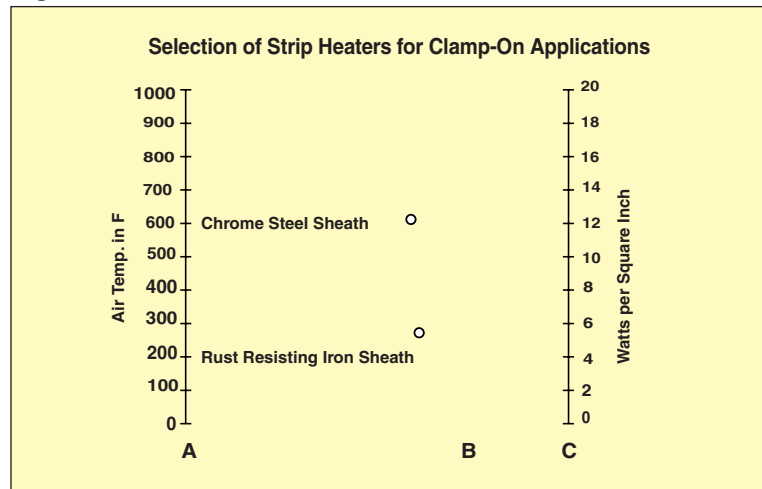 Selection of Strip Heaters for Clamp-On Applications
Air Temp. in F
1000
900
800
700
600
500
400
300
200
100
0
Chrome Steel Sheath
Rust Resisting Iron Sheath
20
18
16
14
12
10
8
6
4
2
0
Watts per Square Inch
A
B
C